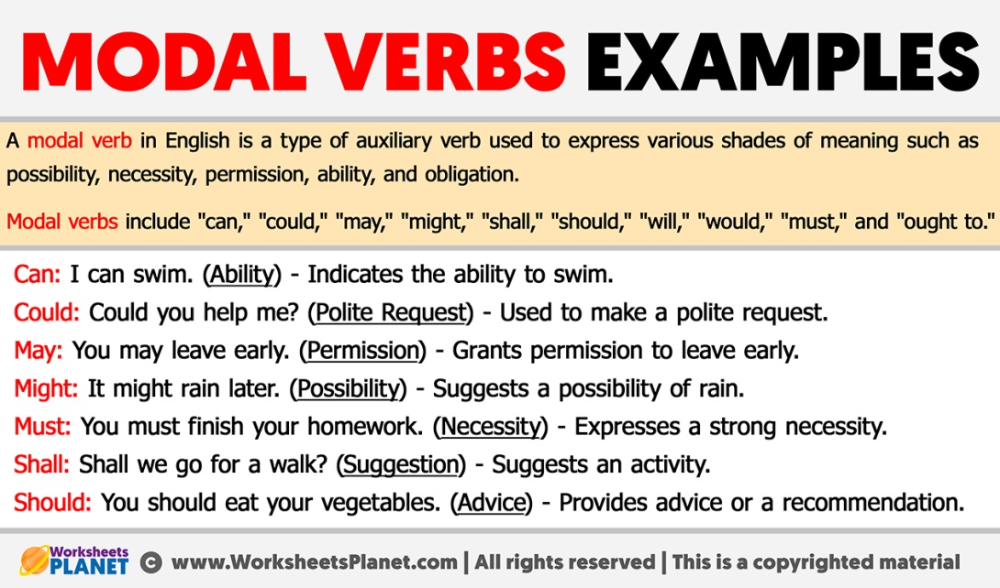 MODAL VERBS EXAMPLES
A modal verb in English is a type of auxiliary verb used to express various shades of meaning such as
possibility, necessity, permission, ability, and obligation.
Modal verbs include "can," "could," "may," "might," "shall," "should," "will," "would," "must," and "ought to."
Can: I can swim. (Ability) - Indicates the ability to swim.
Could: Could you help me? (Polite Request) - Used to make a polite request.
May: You may leave early. (Permission) - Grants permission to leave early.
Might: It might rain later. (Possibility) - Suggests a possibility of rain.
Must: You must finish your homework. (Necessity) - Expresses a strong necessity.
Shall: Shall we go for a walk? (Suggestion) - Suggests an activity.
Should: You should eat your vegetables. (Advice) - Provides advice or a recommendation.
Worksheets
PLANET
© www.WorksheetsPlanet.com | All rights reserved | This is a copyrighted material